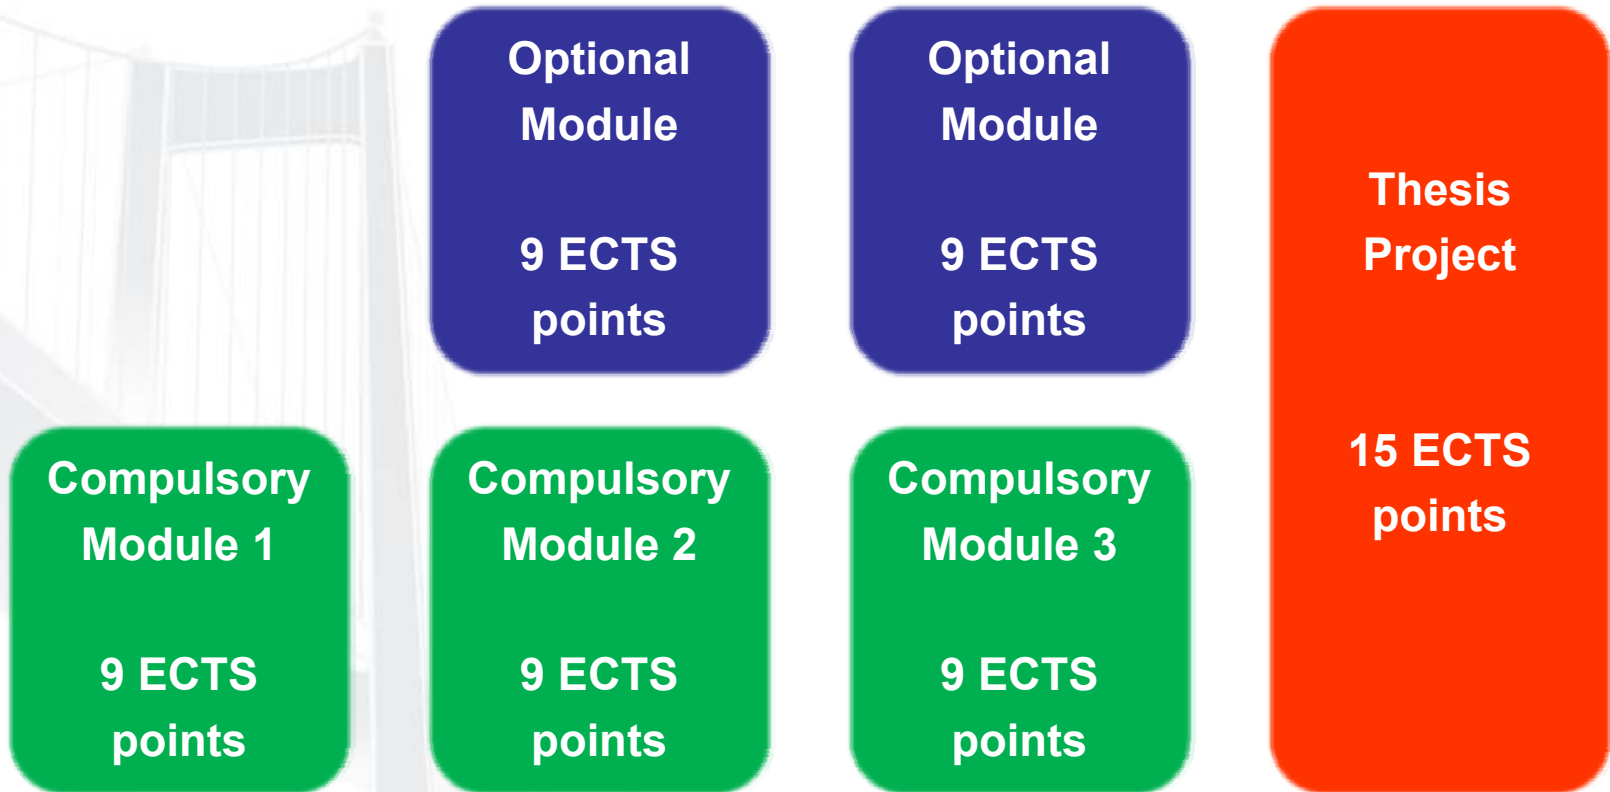 Optional
Module
9 ECTS
points
Optional
Module
9 ECTS
points
Thesis
Project
15 ECTS
points
Compulsory
Module 1
9 ECTS
points
Compulsory
Module 2
9 ECTS
points
Compulsory
Module 3
9 ECTS
points